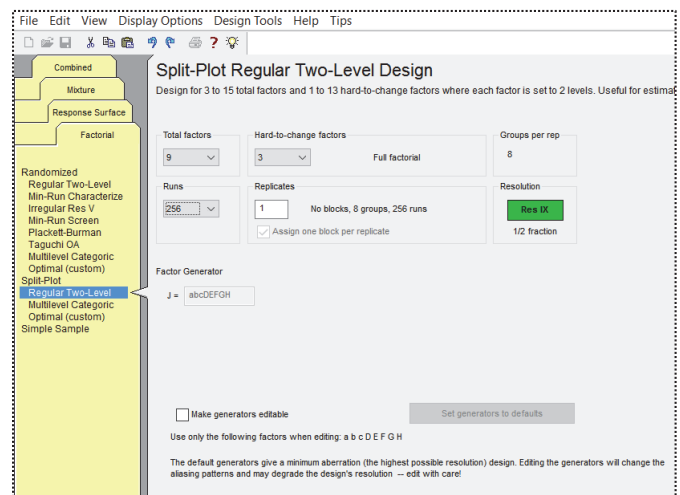 File Edit View Display Options Design Tools Help Tips
Combined
Mixture
Response Surface
Factorial
Randomized
Regular Two-Level
Min-Run Characterize
Irregular Res V
Min-Run Screen
Plackett-Burman
Taguchi OA
Multilevel Categoric
Optimal (custom)
Split-Plot
Regular Two-Level
Multilevel Categoric
Optimal (custom)
Simple Sample
Split-Plot Regular Two-Level Design
Design for 3 to 15 total factors and 1 to 13 hard-to-change factors where each factor is set to 2 levels. Useful for estima
Total factors
9
Hard-to-change factors
3 Full factorial
Groups per rep
8
Runs
256
Replicates
1 No blocks, 8 groups, 256 runs
Assign one block per replicate
Resolution
Res IX
1/2 fraction
Factor Generator
J = abcDEFGH
Make generators editable
Set generators to defaults
Use only the following factors when editing: a b c D E F G H
The default generators give a minimum aberration (the highest possible resolution) design. Editing the generators will change the
aliasing patterns and may degrade the design's resolution -- edit with care!